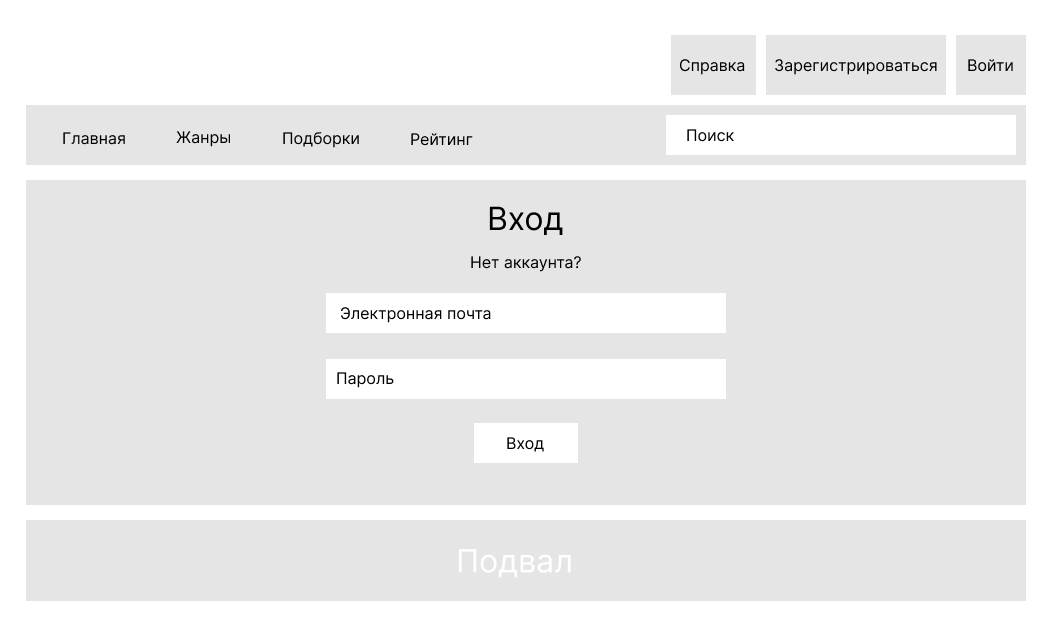 Справка Зарегистрироваться Войти
Главная Жанры Подборки Рейтинг Поиск
Вход
Нет аккаунта?
Электронная почта
Пароль
Вход
Подвал